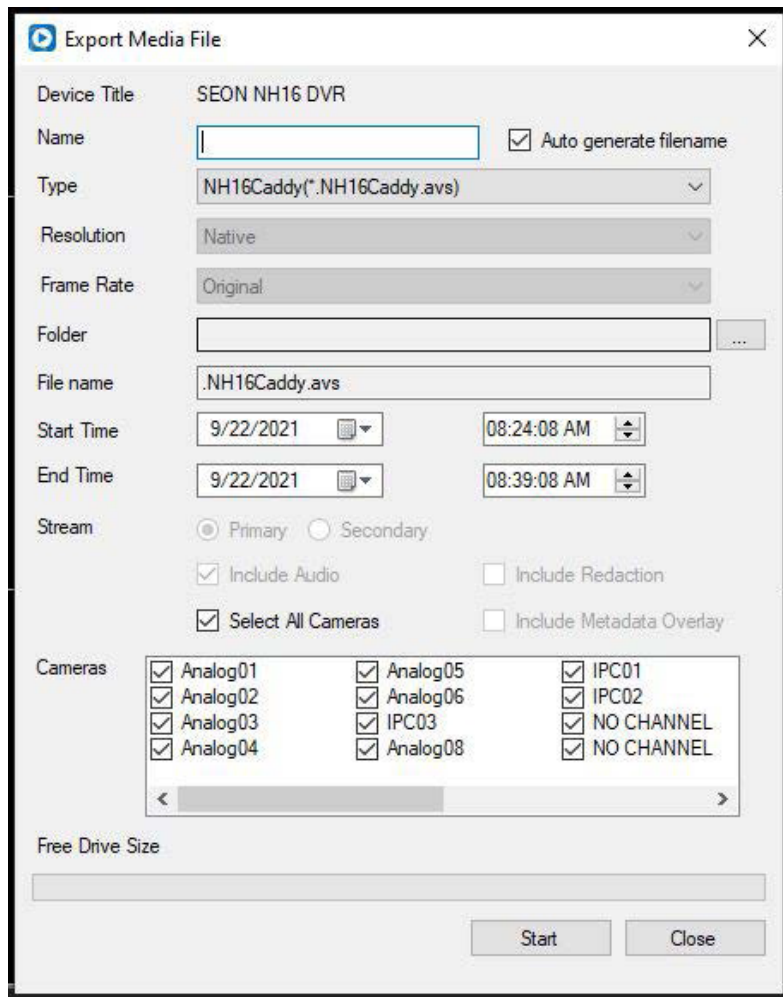 Export Media File
Device Title SEON NH16 DVR
Name Auto generate filename
Type NH16Caddy(*.NH16Caddy.avs)
Resolution Native
Frame Rate Original
Folder ...
File name .NH16Caddy.avs
Start Time 9/22/2021 08:24:08 AM
End Time 9/22/2021 08:39:08 AM
Stream Primary Secondary
Include Audio Include Redaction
Select All Cameras Include Metadata Overlay
Cameras Analog01 Analog05 IPC01
Analog02 Analog06 IPC02
Analog03 IPC03 NO CHANNEL
Analog04 Analog08 NO CHANNEL
Free Drive Size
Start Close